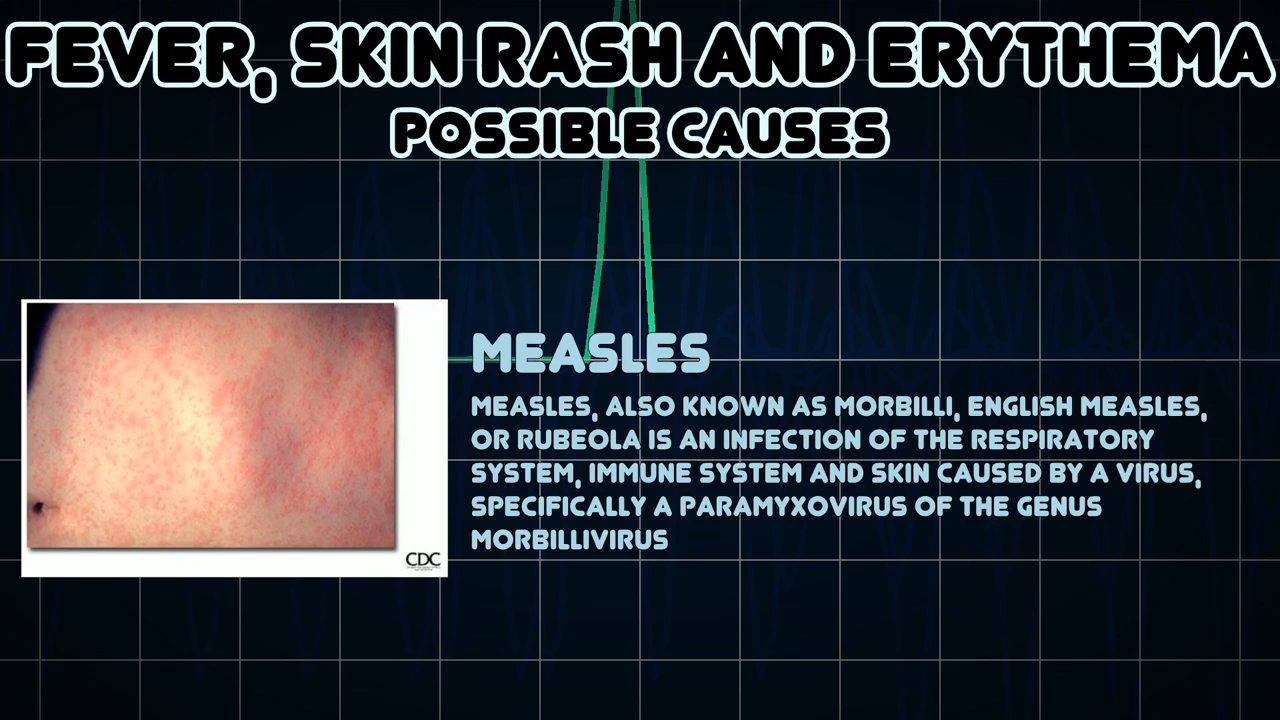 FEVER, SKIN RASH AND ERYTHEMA
POSSIBLE CAUSES
MEASLES
MEASLES, ALSO KNOWN AS MORBILLI, ENGLISH MEASLES,
OR RUBEOLA IS AN INFECTION OF THE RESPIRATORY
SYSTEM, IMMUNE SYSTEM AND SKIN CAUSED BY A VIRUS,
SPECIFICALLY A PARAMYXOVIRUS OF THE GENUS
MORBILLIVIRUS
CDC